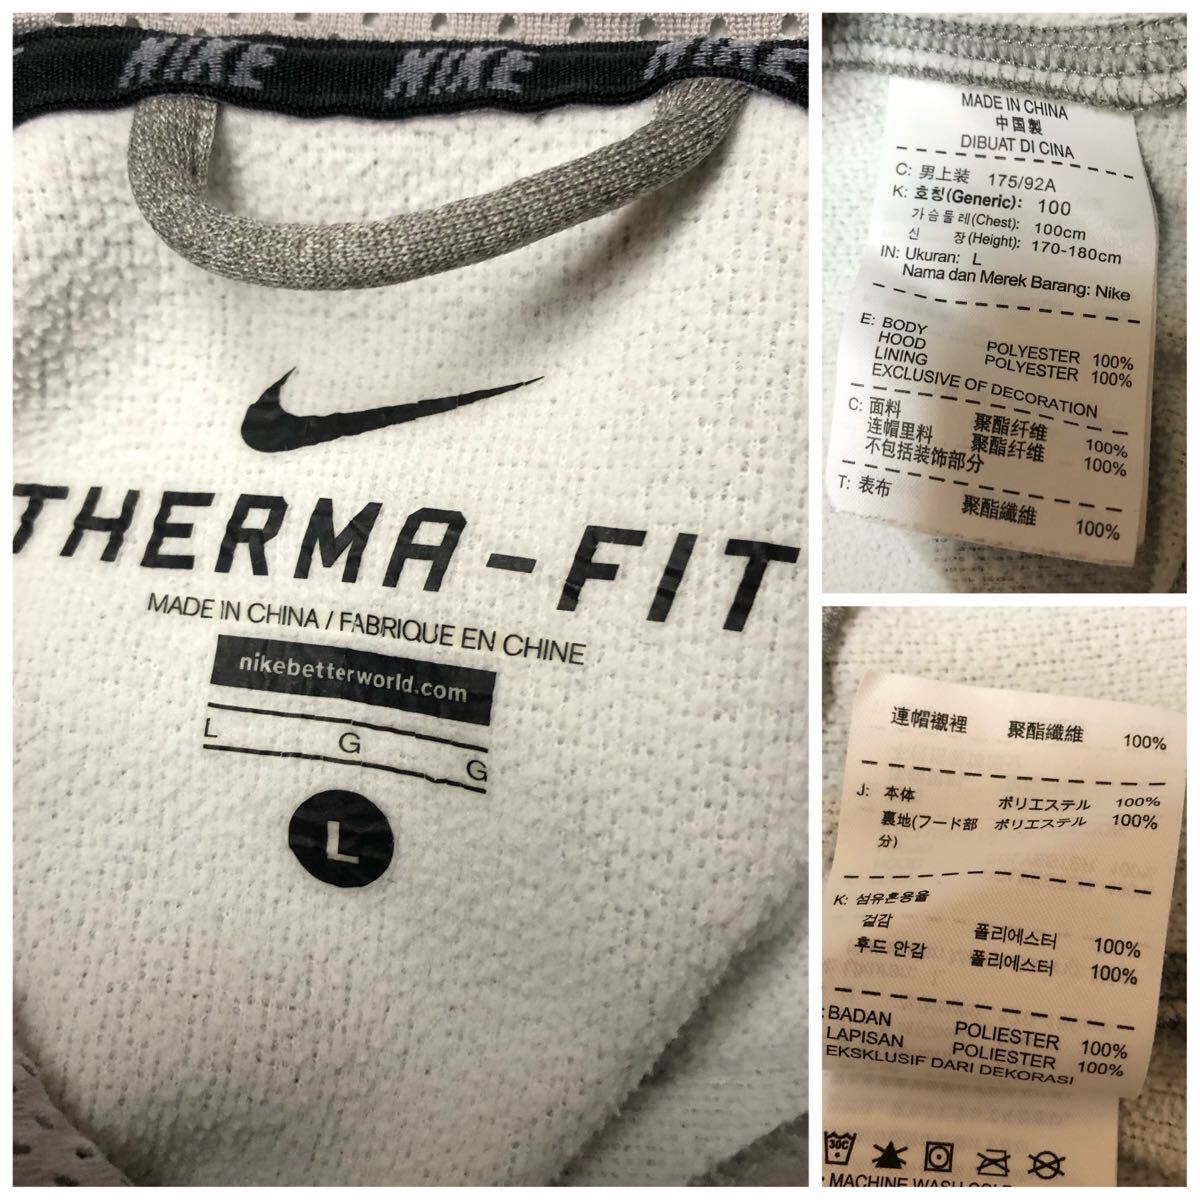 NIKE NIKE NIKE
THERMA-FIT
MADE IN CHINA / FABRIQUE EN CHINE
nikebetterworld.com
L G G
L
MADE IN CHINA
中国製
DIBUAT DI CINA
C: 男上装 175/92A
K: 호칭(Generic): 100
가슴둘레(Chest): 100cm
신 장(Height): 170-180cm
IN: Ukuran: L
Nama dan Merek Barang: Nike
E: BODY
HOOD POLYESTER 100%
LINING POLYESTER 100%
EXCLUSIVE OF DECORATION
C: 面料 聚酯纤维 100%
连帽里料 聚酯纤维 100%
不包括装饰部分
T: 表布 聚酯纖維 100%
連帽襯裡 聚酯纖維 100%
J: 本体 ポリエステル 100%
裏地(フード部 ポリエステル 100%
分)
K: 섬유혼용율
겉감 폴리에스터 100%
후드 안감 폴리에스터 100%
BADAN POLIESTER 100%
LAPISAN POLIESTER 100%
EKSKLUSIF DARI DEKORASI
30C
MACHINE WASH COLD